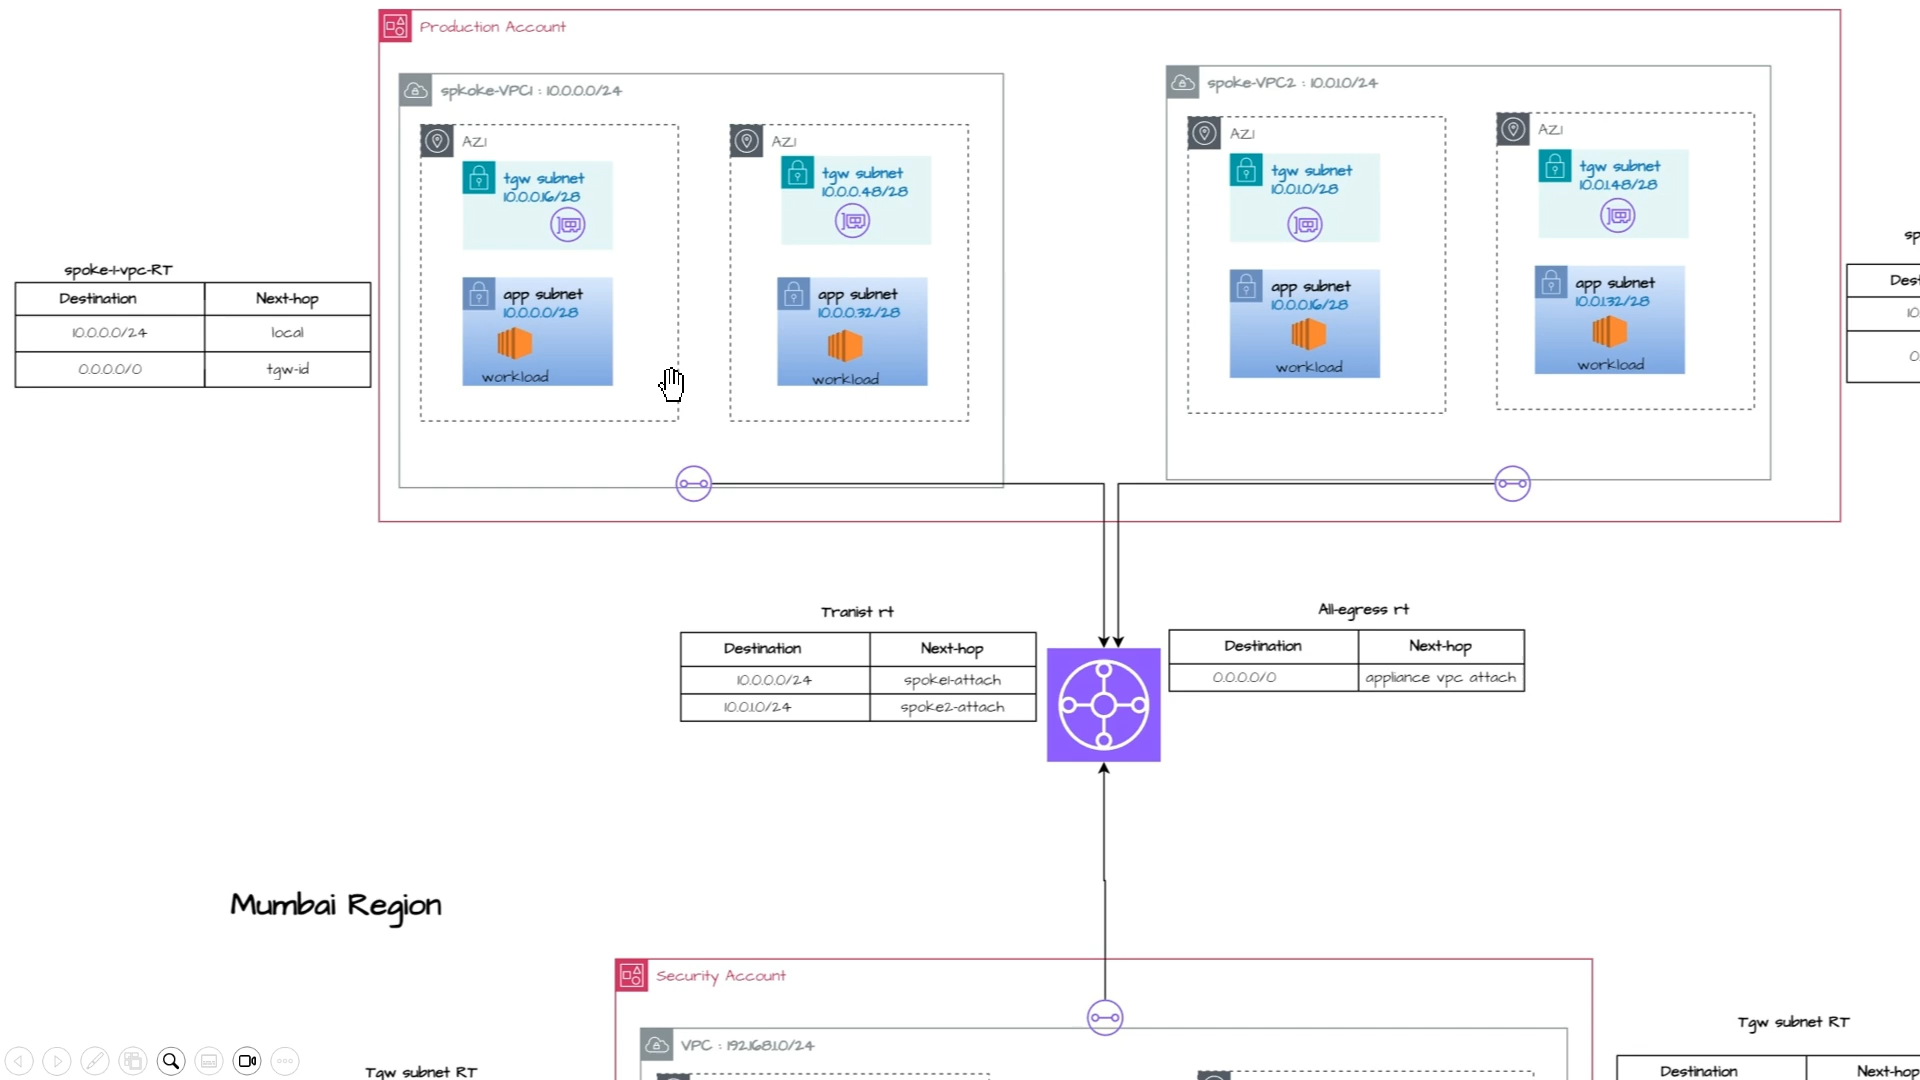 Production Account
spkoke-VPC1 : 10.0.0.0/24
spoke-VPC2 : 10.0.1.0/24
AZ1
AZ1
AZ1
AZ1
tgw subnet
10.0.0.16/28
tgw subnet
10.0.0.48/28
tgw subnet
10.0.1.0/28
tgw subnet
10.0.1.48/28
app subnet
10.0.0.0/28
workload
app subnet
10.0.0.32/28
workload
app subnet
10.0.0.16/28
workload
app subnet
10.0.1.32/28
workload
spoke-1-vpc-RT
Destination Next-hop
10.0.0.0/24 local
0.0.0.0/0 tgw-id
Tranist rt
Destination Next-hop
10.0.0.0/24 spoke1-attach
10.0.1.0/24 spoke2-attach
All-egress rt
Destination Next-hop
0.0.0.0/0 appliance vpc attach
Mumbai Region
Security Account
VPC : 192.168.1.0/24
Tgw subnet RT
Tgw subnet RT
Destination Next-hop